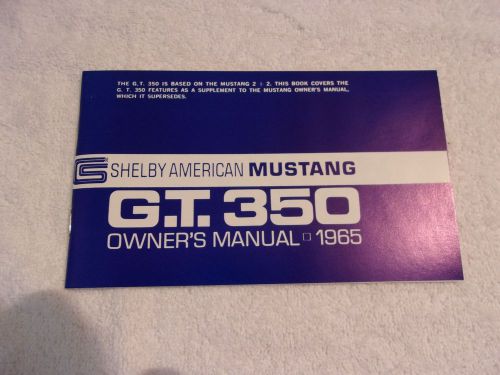 THE G.T. 350 IS BASED ON THE MUSTANG 2 + 2. THIS BOOK COVERS THE
G. T. 350 FEATURES AS A SUPPLEMENT TO THE MUSTANG OWNER'S MANUAL,
WHICH IT SUPERSEDES.
SHELBY AMERICAN MUSTANG
G.T. 350
OWNER'S MANUAL □ 1965